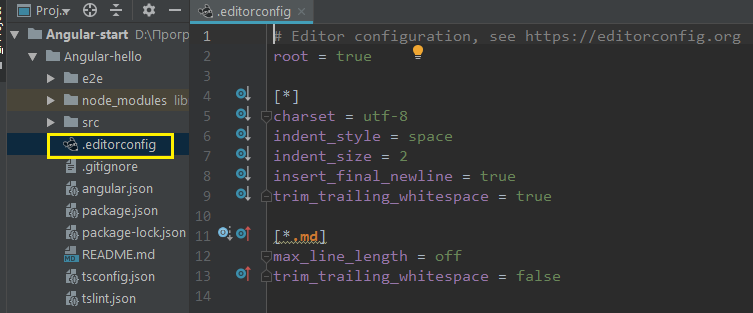 Proj...
.editorconfig
Angular-start D:\Прогр
Angular-hello
e2e
node_modules lib
src
.editorconfig
.gitignore
angular.json
package.json
package-lock.json
README.md
tsconfig.json
tslint.json
1 # Editor configuration, see https://editorconfig.org
2 root = true
3
4 [*]
5 charset = utf-8
6 indent_style = space
7 indent_size = 2
8 insert_final_newline = true
9 trim_trailing_whitespace = true
10
11 [*.md]
12 max_line_length = off
13 trim_trailing_whitespace = false
14